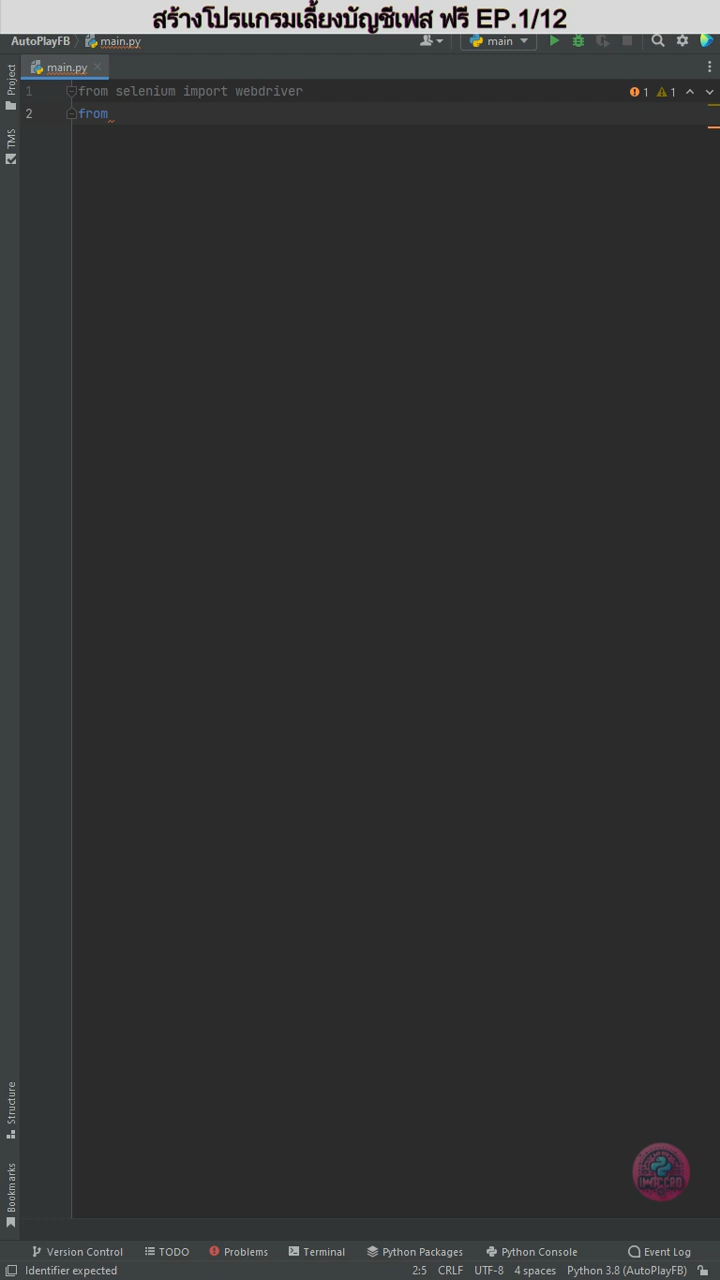 สร้างโปรแกรมเลี้ยงบัญชีเฟส ฟรี EP.1/12
AutoPlayFB
main.py
main
main.py
Project
TMS
1 from selenium import webdriver
1 1
2 from
Structure
Bookmarks
Version Control
TODO
Problems
Terminal
Python Packages
Python Console
Event Log
Identifier expected
2:5 CRLF UTF-8 4 spaces Python 3.8 (AutoPlayFB)